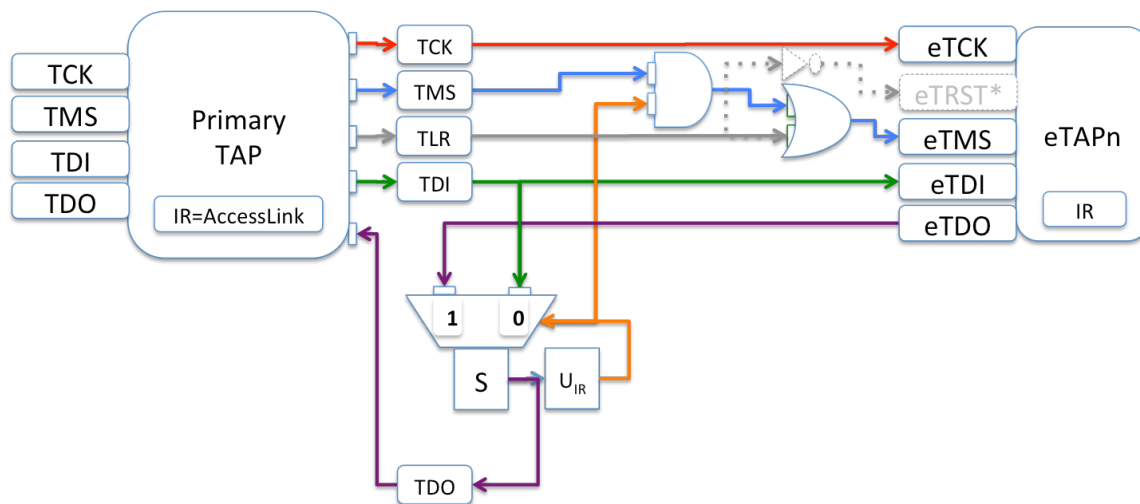 TCK
TMS
TDI
TDO
Primary
TAP
IR=AccessLink
TCK
TMS
TLR
TDI
eTCK
eTRST*
eTMS
eTDI
eTDO
eTAPn
IR
1
0
S
UIR
TDO